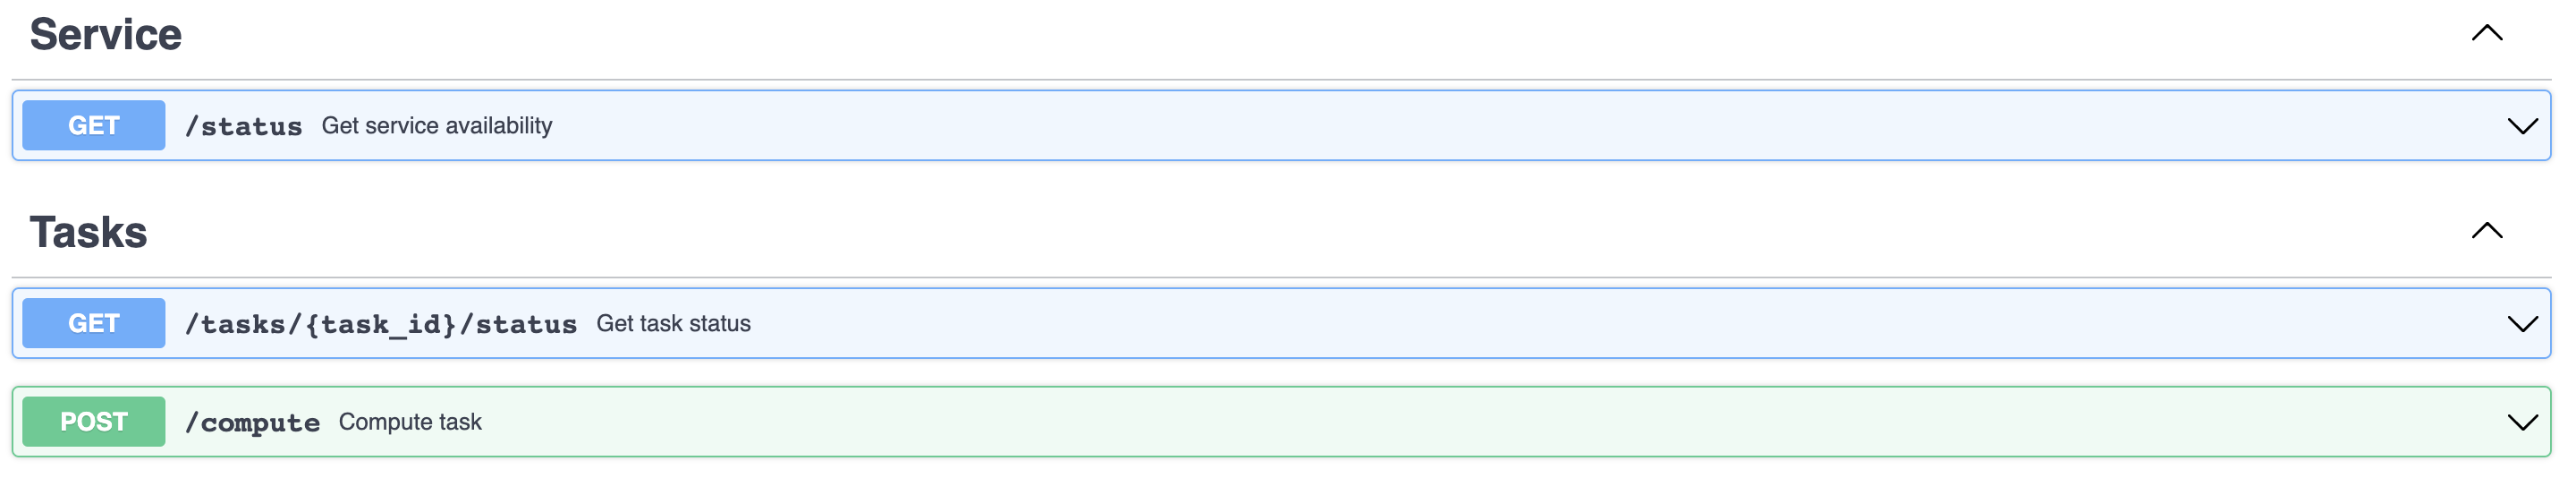 Service
GET /status Get service availability
Tasks
GET /tasks/{task_id}/status Get task status
POST /compute Compute task